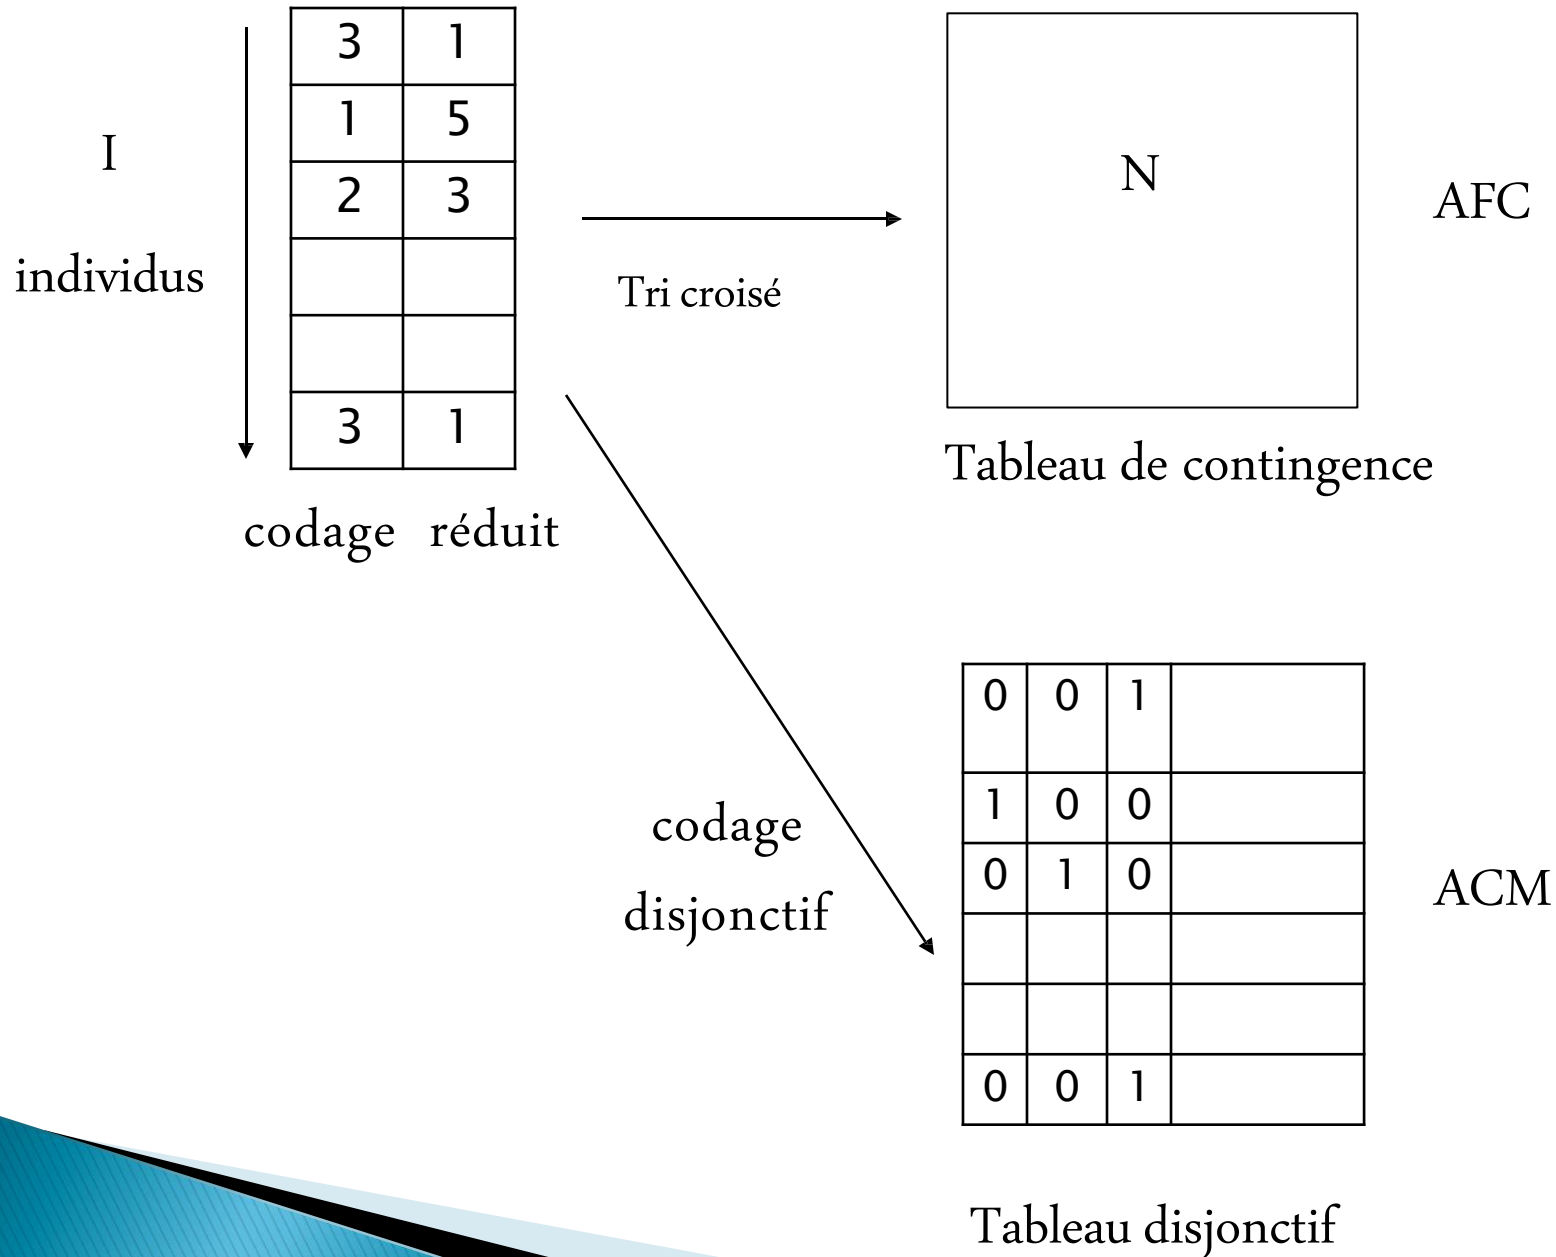 3 1
1 5
2 3
3 1
I
individus
codage réduit
Tri croisé
N
AFC
Tableau de contingence
codage
disjonctif
0 0 1
1 0 0
0 1 0
0 0 1
ACM
Tableau disjonctif